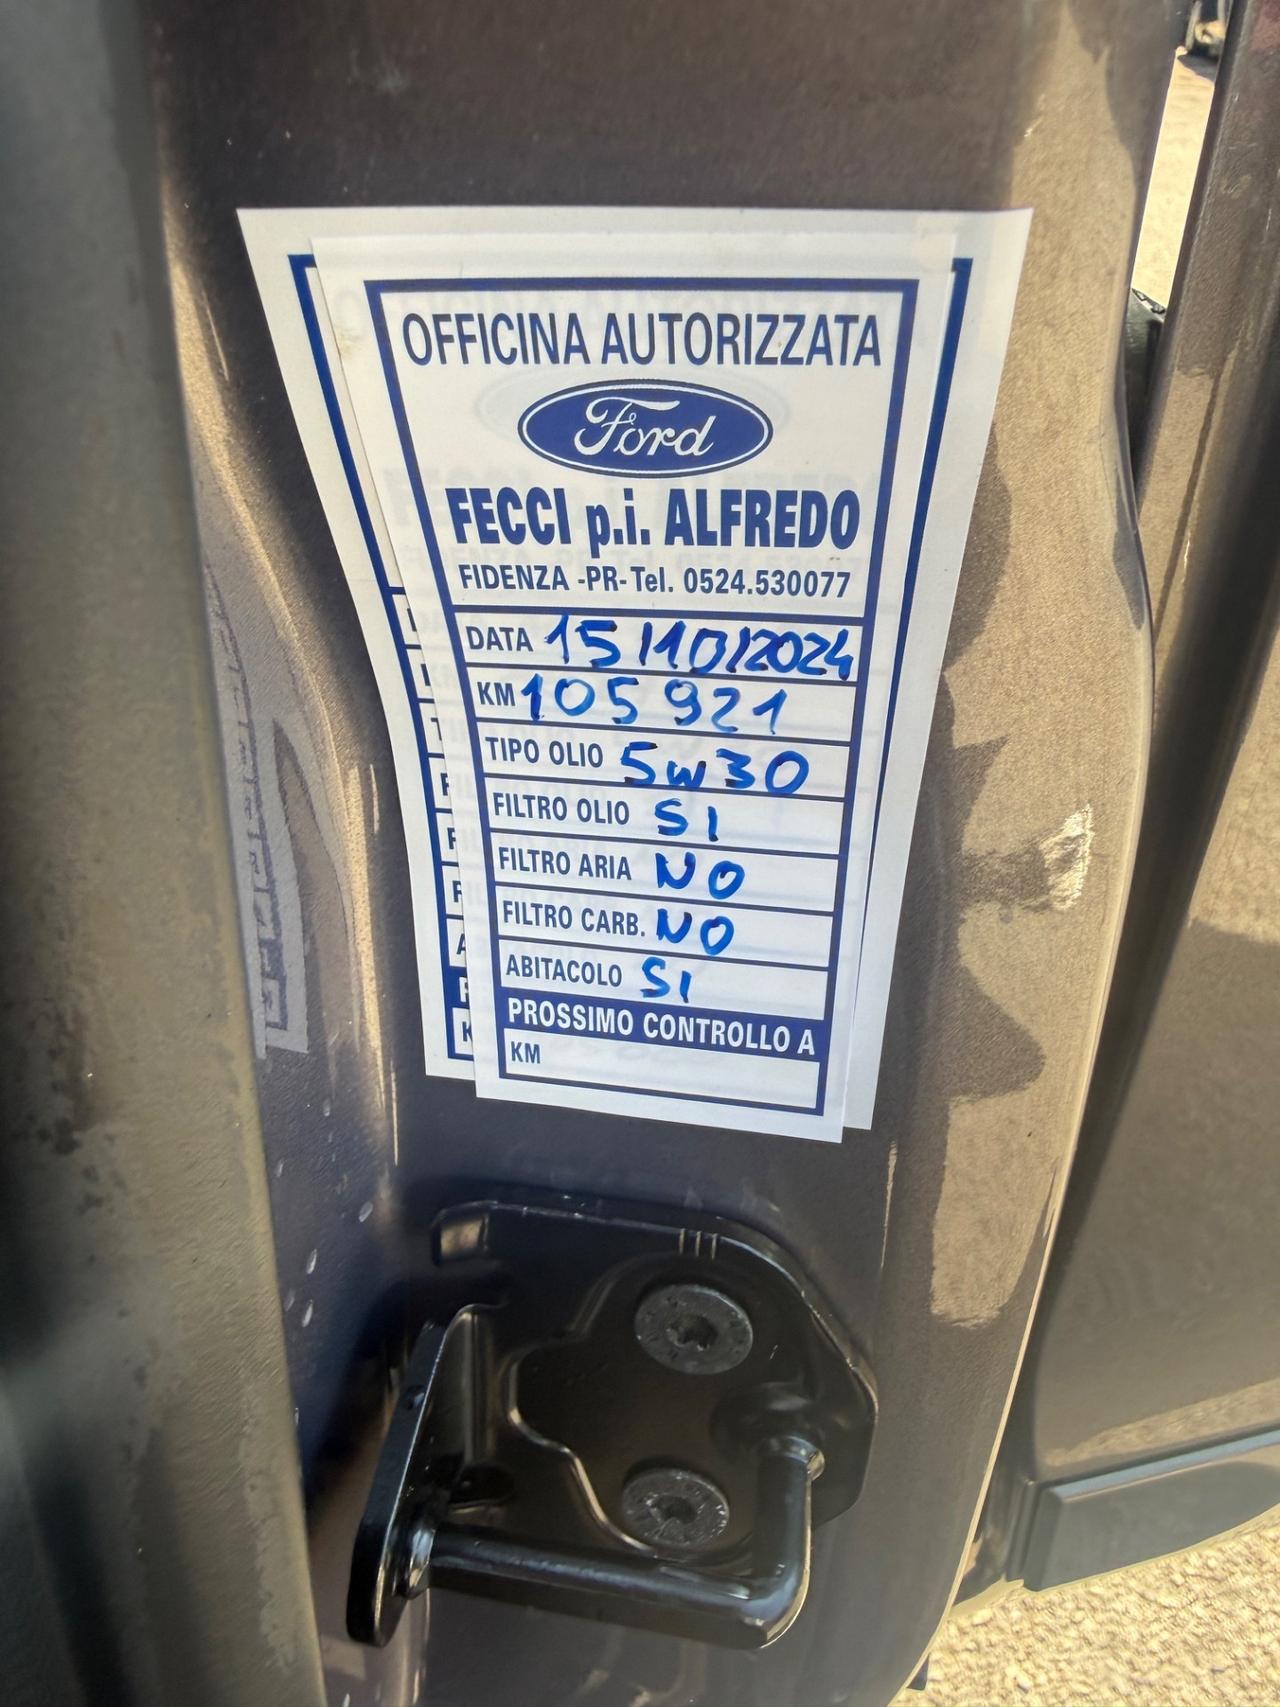 OFFICINA AUTORIZZATA
Ford
FECCI p.i. ALFREDO
FIDENZA -PR- Tel. 0524.530077
DATA 15/10/2024
KM 105921
TIPO OLIO 5W30
FILTRO OLIO SI
FILTRO ARIA NO
FILTRO CARB. NO
ABITACOLO SI
PROSSIMO CONTROLLO A
KM